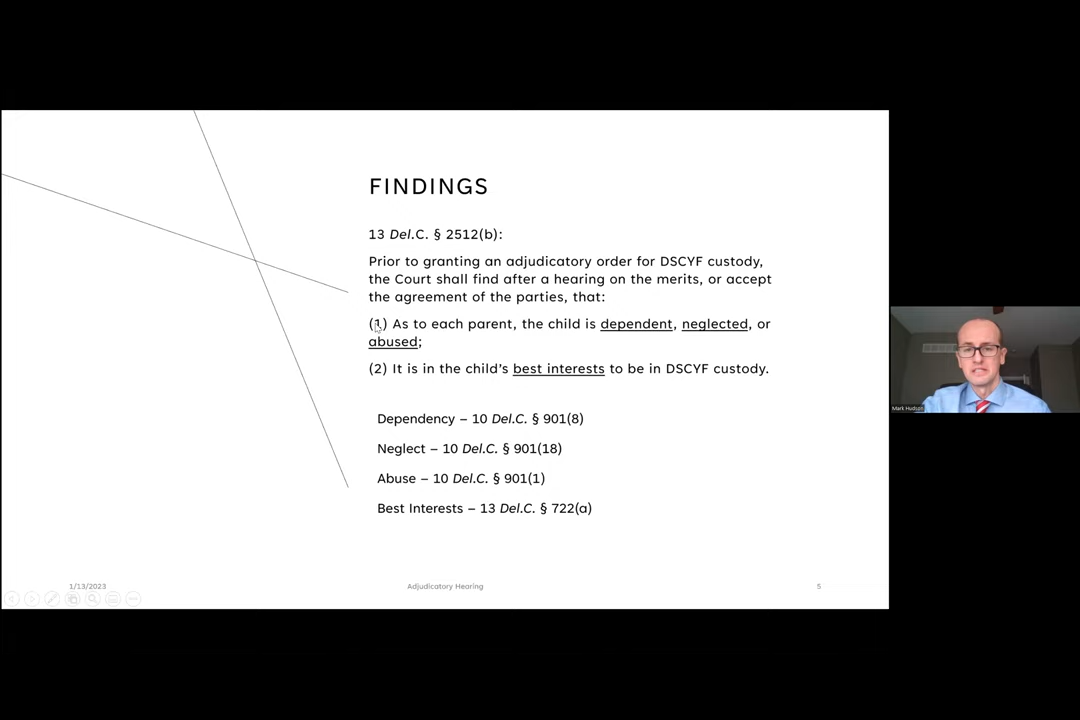 FINDINGS
13 Del.C. § 2512(b):
Prior to granting an adjudicatory order for DSCYF custody,
the Court shall find after a hearing on the merits, or accept
the agreement of the parties, that:
(1) As to each parent, the child is dependent, neglected, or
abused;
(2) It is in the child’s best interests to be in DSCYF custody.
Dependency – 10 Del.C. § 901(8)
Neglect – 10 Del.C. § 901(18)
Abuse – 10 Del.C. § 901(1)
Best Interests – 13 Del.C. § 722(a)
1/13/2023
Adjudicatory Hearing
5
Mark Hudson